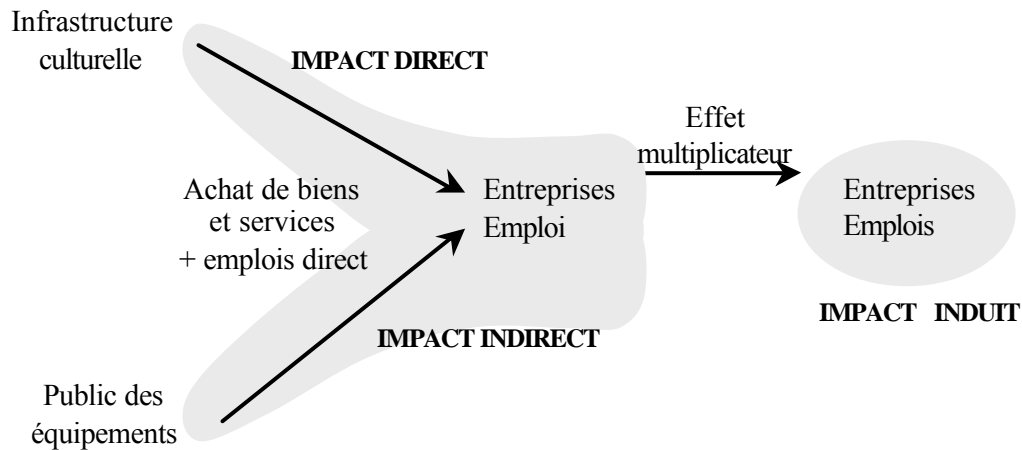 Infrastructure
culturelle
IMPACT DIRECT
Effet
multiplicateur
Achat de biens
et services
+ emplois direct
Entreprises
Emploi
Entreprises
Emplois
IMPACT INDUIT
IMPACT INDIRECT
Public des
équipements